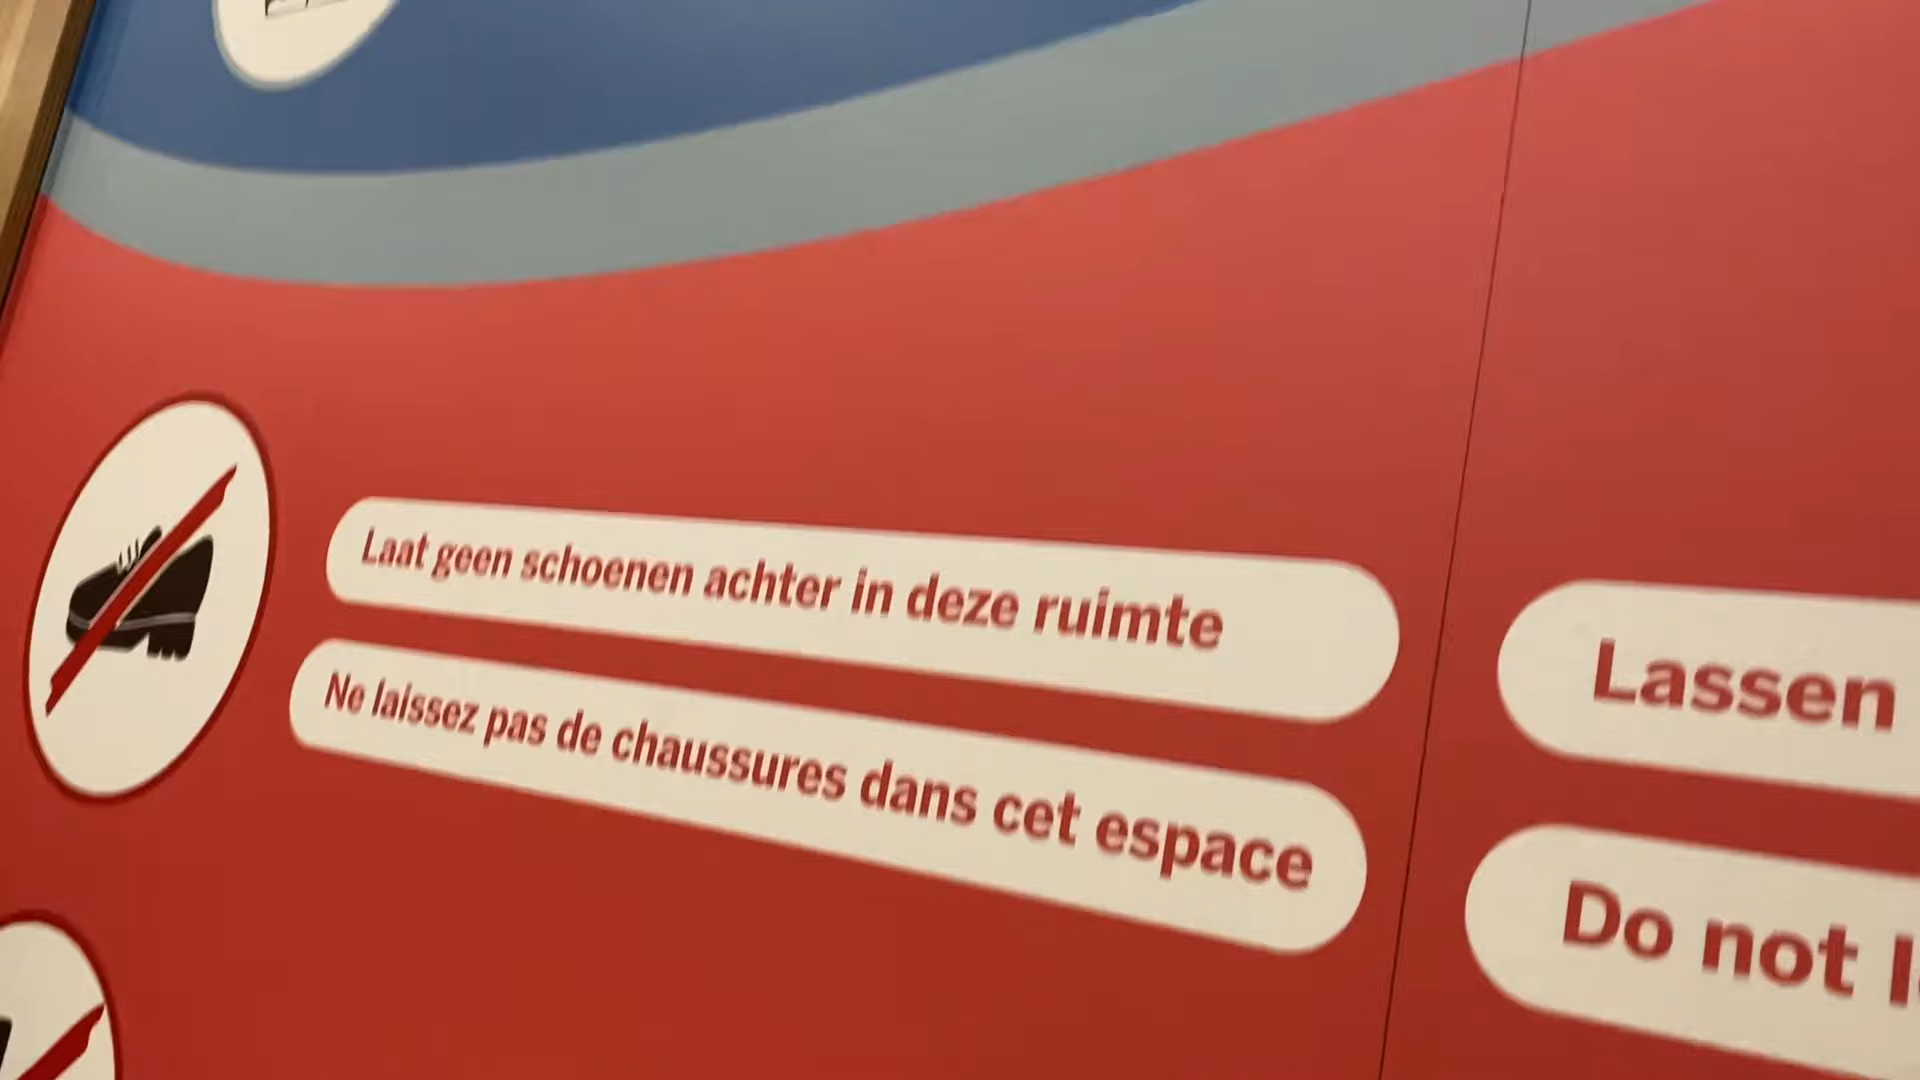 Laat geen schoenen achter in deze ruimte
Ne laissez pas de chaussures dans cet espace
Lassen
Do not